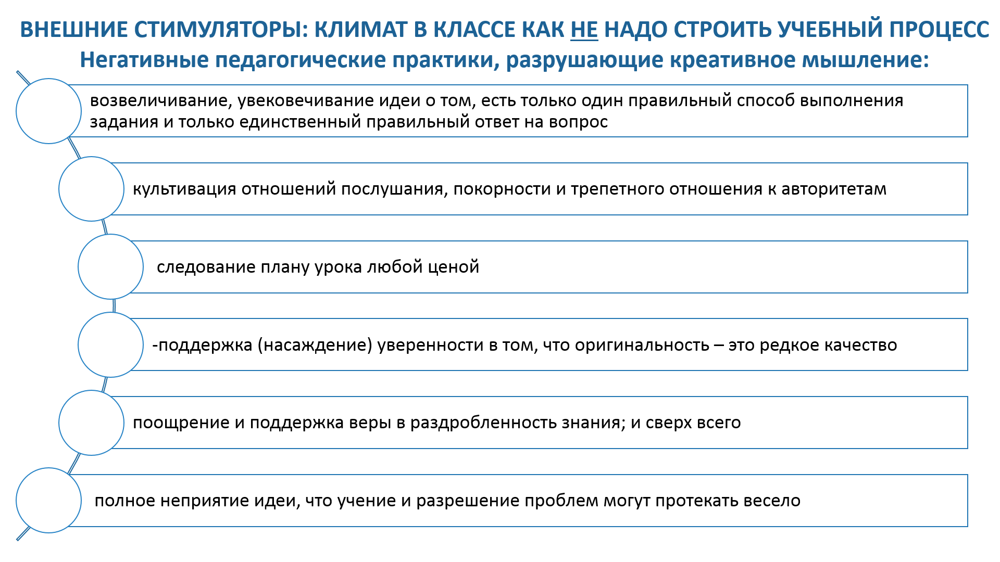 ВНЕШНИЕ СТИМУЛЯТОРЫ: КЛИМАТ В КЛАССЕ КАК НЕ НАДО СТРОИТЬ УЧЕБНЫЙ ПРОЦЕСС
Негативные педагогические практики, разрушающие креативное мышление:
возвеличивание, увековечивание идеи о том, есть только один правильный способ выполнения
задания и только единственный правильный ответ на вопрос
культивация отношений послушания, покорности и трепетного отношения к авторитетам
следование плану урока любой ценой
-поддержка (насаждение) уверенности в том, что оригинальность – это редкое качество
поощрение и поддержка веры в раздробленность знания; и сверх всего
полное неприятие идеи, что учение и разрешение проблем могут протекать весело